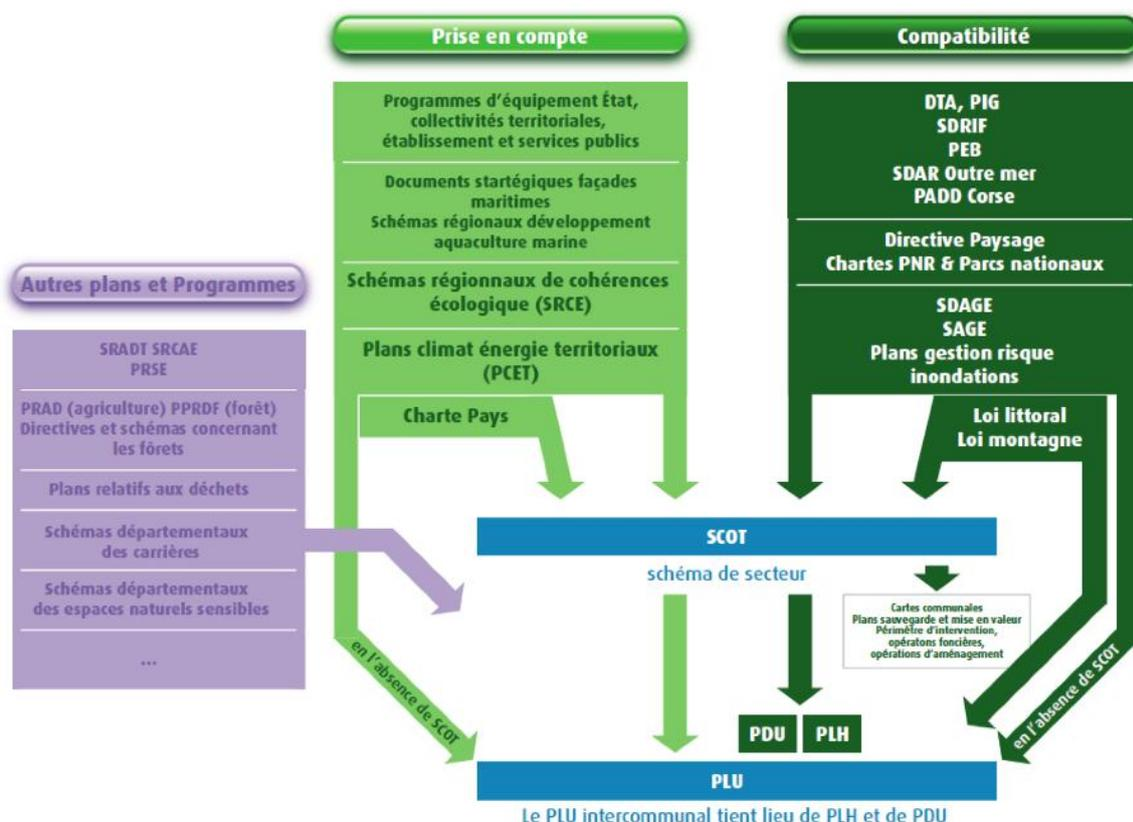 Prise en compte
Programmes d'équipement État,
collectivités territoriales,
établissement et services publics
Documents startégiques façades
maritimes
Schémas régionaux développement
aquaculture marine
Schémas régionnaux de cohérences
écologique (SRCE)
Plans climat énergie territoriaux
(PCET)
Charte Pays
Compatibilité
DTA, PIG
SDRIF
PEB
SDAR Outre mer
PADD Corse
Directive Paysage
Chartes PNR & Parcs nationaux
SDAGE
SAGE
Plans gestion risque
inondations
Loi littoral
Loi montagne
Autres plans et Programmes
SRADT SRCAE
PRSE
PRAD (agriculture) PPRDF (forêt)
Directives et schémas concernant
les fôrets
Plans relatifs aux déchets
Schémas départementaux
des carrières
Schémas départementaux
des espaces naturels sensibles
...
SCOT
schéma de secteur
Cartes communales
Plans sauvegarde et mise en valeur
Périmètre d'intervention,
opératons foncières,
opérations d'aménagement
en l'absence de SCOT
en l'absence de SCOT
PDU
PLH
PLU
Le PLU intercommunal tient lieu de PLH et de PDU